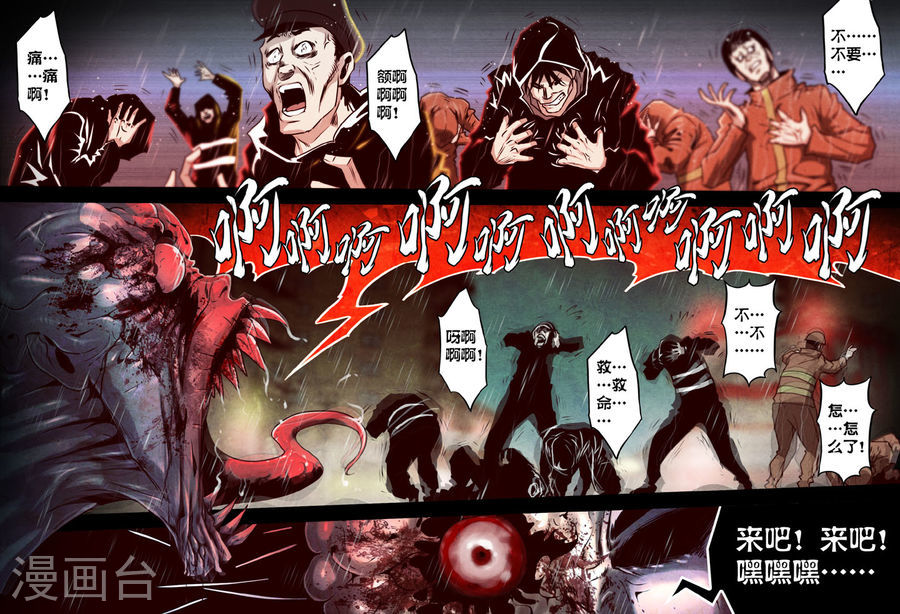 痛……
……痛
啊！
颔啊
啊啊
啊！
不……
不要…
…
啊啊啊啊啊啊啊啊啊啊啊
呀啊
啊啊！
救…
…救
命…
…
不…
…不
……
怎…
…怎
么了！
来吧！来吧！
嘿嘿嘿……
漫画台